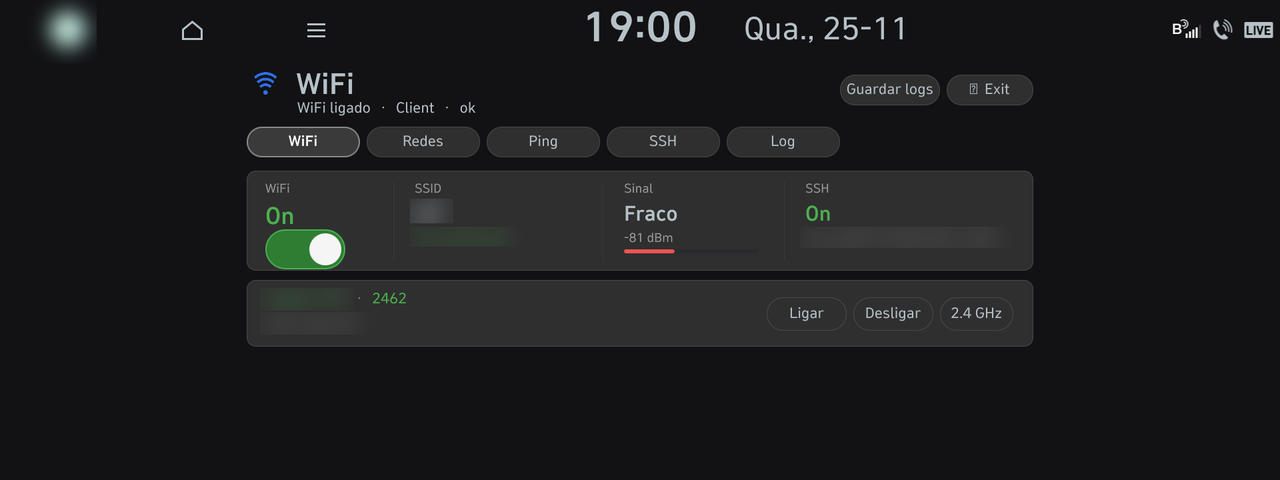 19:00 Qua., 25-11
B LIVE
WiFi
WiFi ligado · Client · ok
Guardar logs Exit
WiFi Redes Ping SSH Log
WiFi SSID Sinal SSH
On Fraco On
-81 dBm
· 2462
Ligar Desligar 2.4 GHz